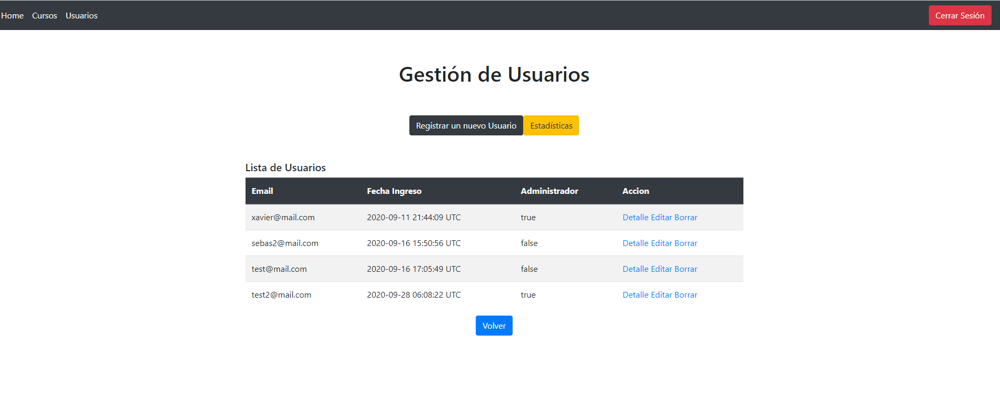 Home Cursos Usuarios Cerrar Sesión
Gestión de Usuarios
Registrar un nuevo Usuario Estadísticas
Lista de Usuarios
Email Fecha Ingreso Administrador Accion
xavier@mail.com 2020-09-11 21:44:09 UTC true Detalle Editar Borrar
sebas2@mail.com 2020-09-16 15:50:56 UTC false Detalle Editar Borrar
test@mail.com 2020-09-16 17:05:49 UTC false Detalle Editar Borrar
test2@mail.com 2020-09-28 06:08:22 UTC true Detalle Editar Borrar
Volver